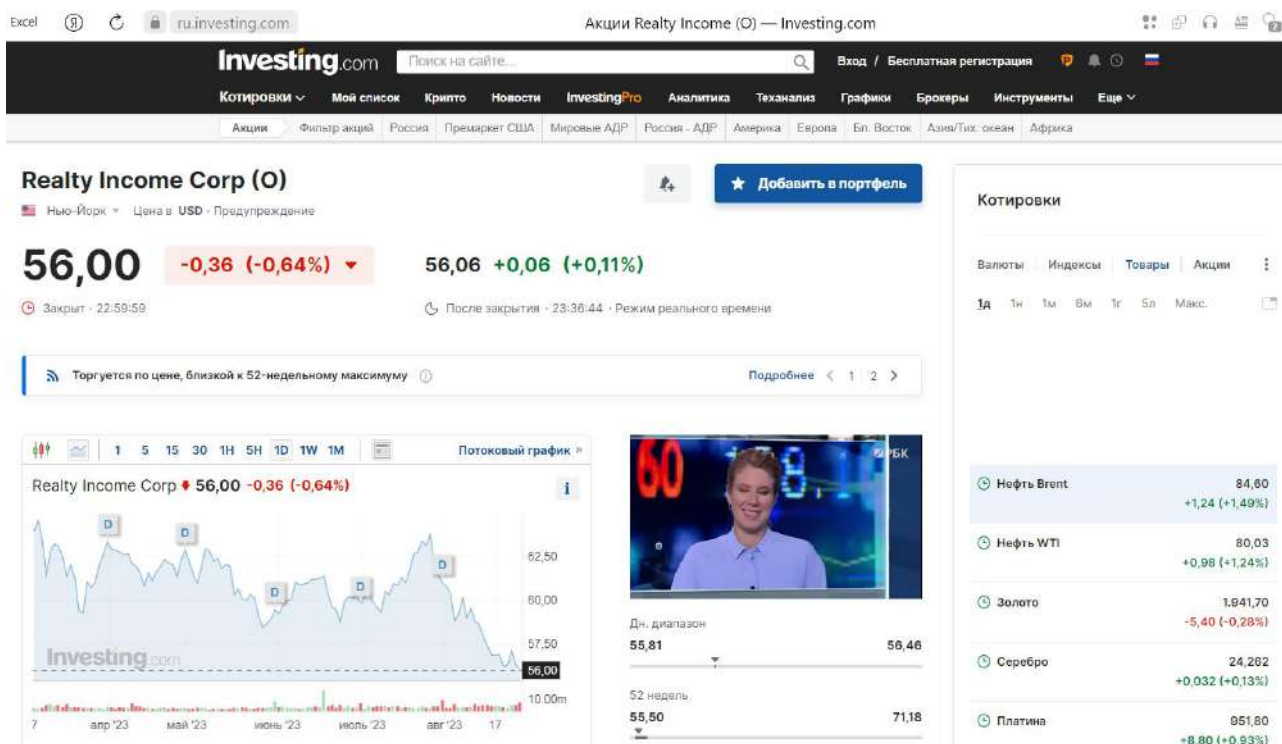 Excel ru.investing.com Акции Realty Income (O) — Investing.com
Investing.com Поиск на сайте... Вход / Бесплатная регистрация
Котировки Мой список Крипто Новости InvestingPro Аналитика Теханализ Графики Брокеры Инструменты Еще
Акции Фильтр акций Россия Премаркет США Мировые АДР Россия - АДР Америка Европа Бл. Восток Азия/Тих. океан Африка
Realty Income Corp (O)
Добавить в портфель
Нью-Йорк Цена в USD · Предупреждение
56,00 -0,36 (-0,64%) 56,06 +0,06 (+0,11%)
Закрыт · 22:59:59 После закрытия · 23:36:44 · Режим реального времени
Торгуется по цене, близкой к 52-недельному максимуму Подробнее 1 2
1 5 15 30 1H 5H 1D 1W 1M Потоковый график »
Realty Income Corp 56,00 -0,36 (-0,64%) i
D D D D D
62,50
60,00
57,50
56,00
10.00m
Investing.com
7 апр '23 май '23 июнь '23 июль '23 авг '23 17
60 РБК
Дн. диапазон
55,81 56,46
52 недель
55,50 71,18
Котировки
Валюты Индексы Товары Акции
1д 1н 1м 6м 1г 5л Макс.
Нефть Brent 84,60
+1,24 (+1,49%)
Нефть WTI 80,03
+0,98 (+1,24%)
Золото 1.941,70
-5,40 (-0,28%)
Серебро 24,262
+0,032 (+0,13%)
Платина 951,80
+8,80 (+0,93%)